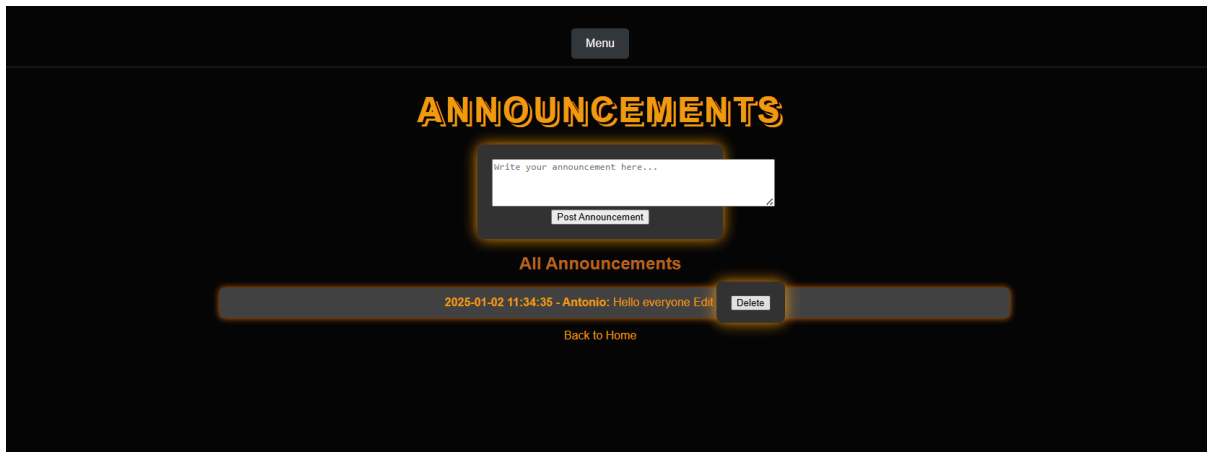 Menu
ANNOUNCEMENTS
Write your announcement here...
Post Announcement
All Announcements
2025-01-02 11:34:35 - Antonio: Hello everyone Edit Delete
Back to Home